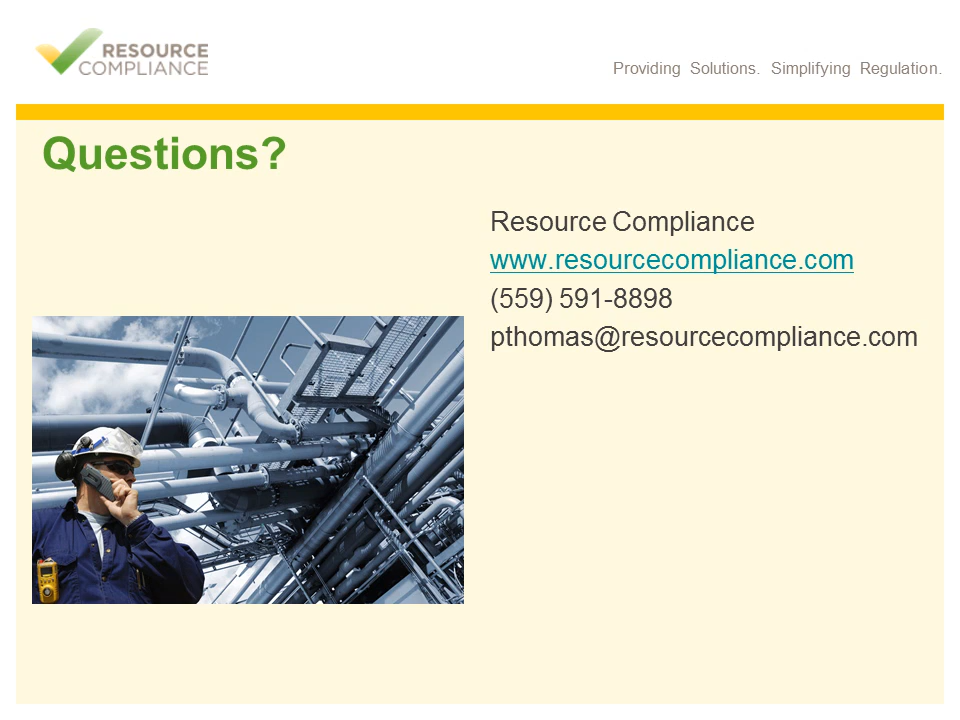 RESOURCE
COMPLIANCE
Providing Solutions. Simplifying Regulation.
Questions?
Resource Compliance
www.resourcecompliance.com
(559) 591-8898
pthomas@resourcecompliance.com